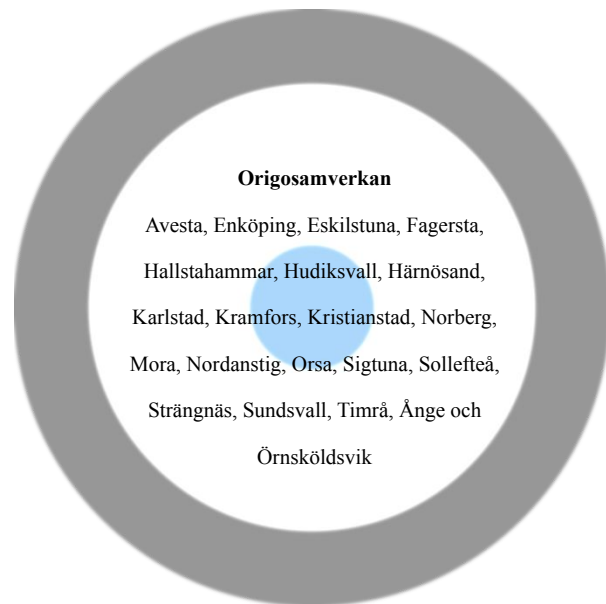 Origosamverkan
Avesta, Enköping, Eskilstuna, Fagersta,
Hallstahammar, Hudiksvall, Härnösand,
Karlstad, Kramfors, Kristianstad, Norberg,
Mora, Nordanstig, Orsa, Sigtuna, Sollefteå,
Strängnäs, Sundsvall, Timrå, Ånge och
Örnsköldsvik